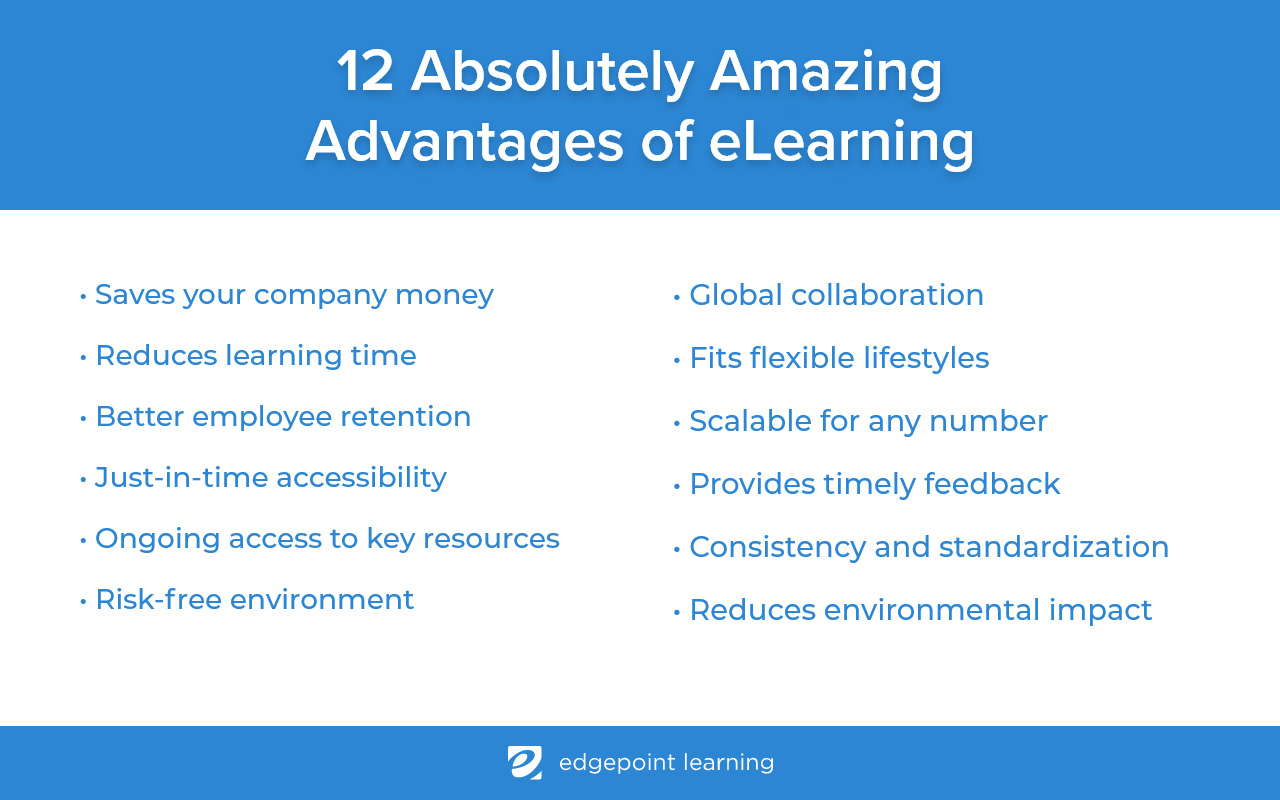 12 Absolutely Amazing
Advantages of eLearning
• Saves your company money
• Reduces learning time
• Better employee retention
• Just-in-time accessibility
• Ongoing access to key resources
• Risk-free environment
• Global collaboration
• Fits flexible lifestyles
• Scalable for any number
• Provides timely feedback
• Consistency and standardization
• Reduces environmental impact
edgepoint learning